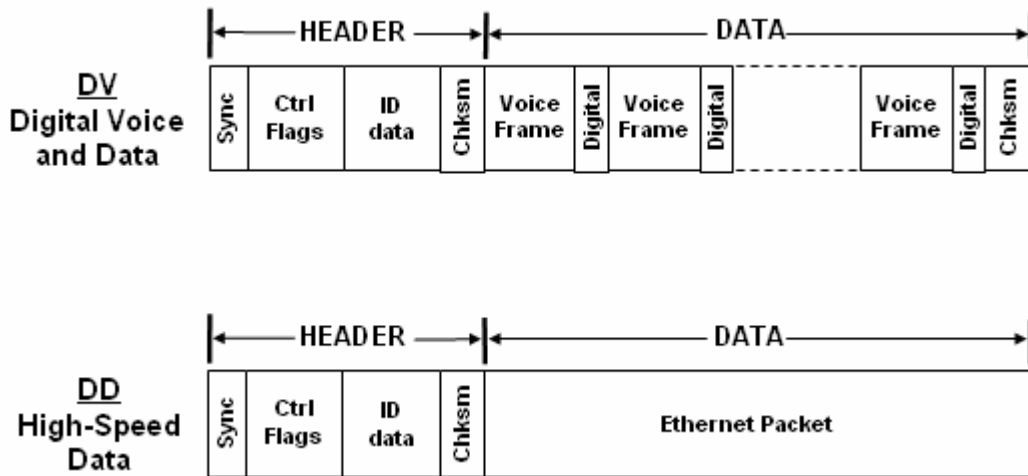 HEADER DATA
DV
Digital Voice
and Data
Sync
Ctrl
Flags
ID
data
Chksm
Voice
Frame
Digital
Voice
Frame
Digital
Voice
Frame
Digital
Chksm
HEADER DATA
DD
High-Speed
Data
Sync
Ctrl
Flags
ID
data
Chksm
Ethernet Packet